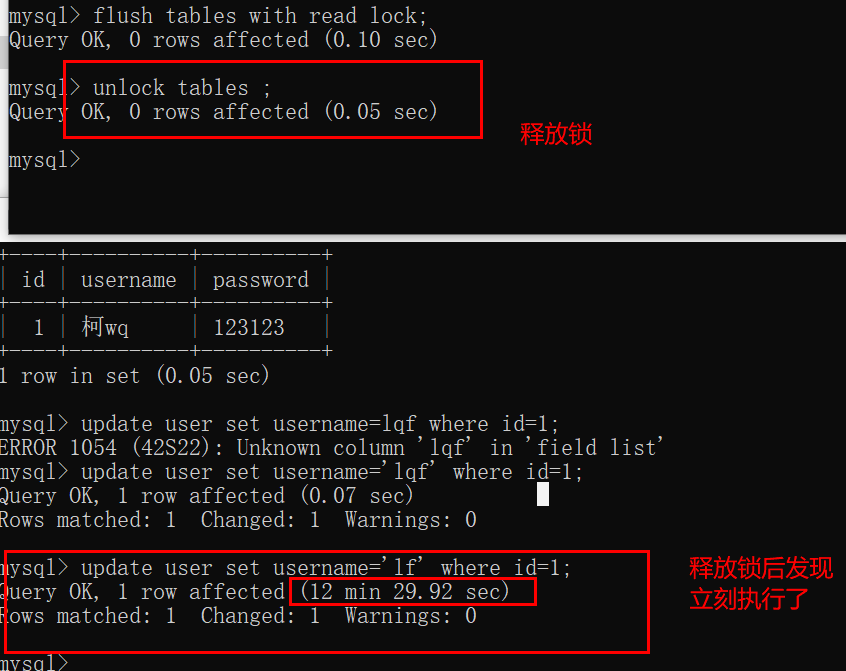 mysql> flush tables with read lock;
Query OK, 0 rows affected (0.10 sec)
mysql> unlock tables ;
Query OK, 0 rows affected (0.05 sec)
释放锁
mysql>
+----+----------+----------+
| id | username | password |
+----+----------+----------+
| 1 | 柯wq | 123123 |
+----+----------+----------+
1 row in set (0.05 sec)
mysql> update user set username=lqf where id=1;
ERROR 1054 (42S22): Unknown column 'lqf' in 'field list'
mysql> update user set username='lqf' where id=1;
Query OK, 1 row affected (0.07 sec)
Rows matched: 1  Changed: 1  Warnings: 0
mysql> update user set username='lf' where id=1;
Query OK, 1 row affected (12 min 29.92 sec)
Rows matched: 1  Changed: 1  Warnings: 0
释放锁后发现
立刻执行了
mysql>